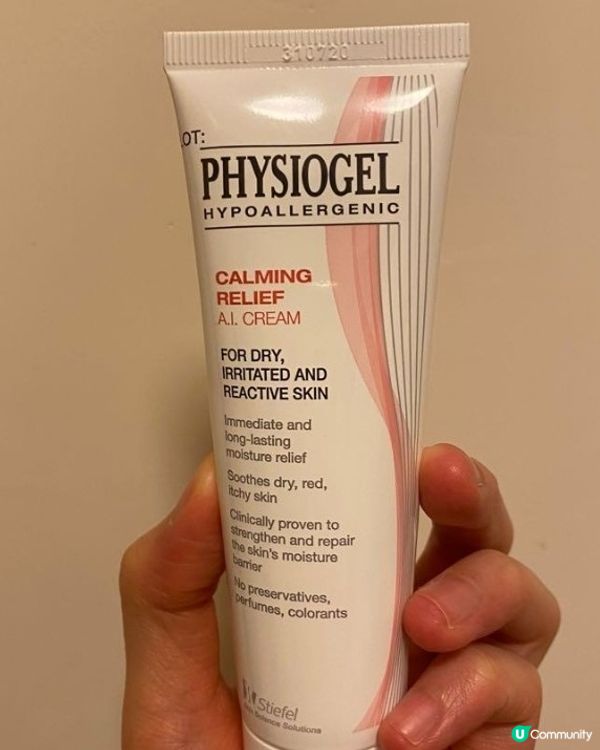 310720
LOT:
PHYSIOGEL
HYPOALLERGENIC
CALMING
RELIEF
A.I. CREAM
FOR DRY,
IRRITATED AND
REACTIVE SKIN
Immediate and
long-lasting
moisture relief
Soothes dry, red,
itchy skin
Clinically proven to
strengthen and repair
the skin's moisture
barrier
No preservatives,
perfumes, colorants
Stiefel
Science Solutions
U Community